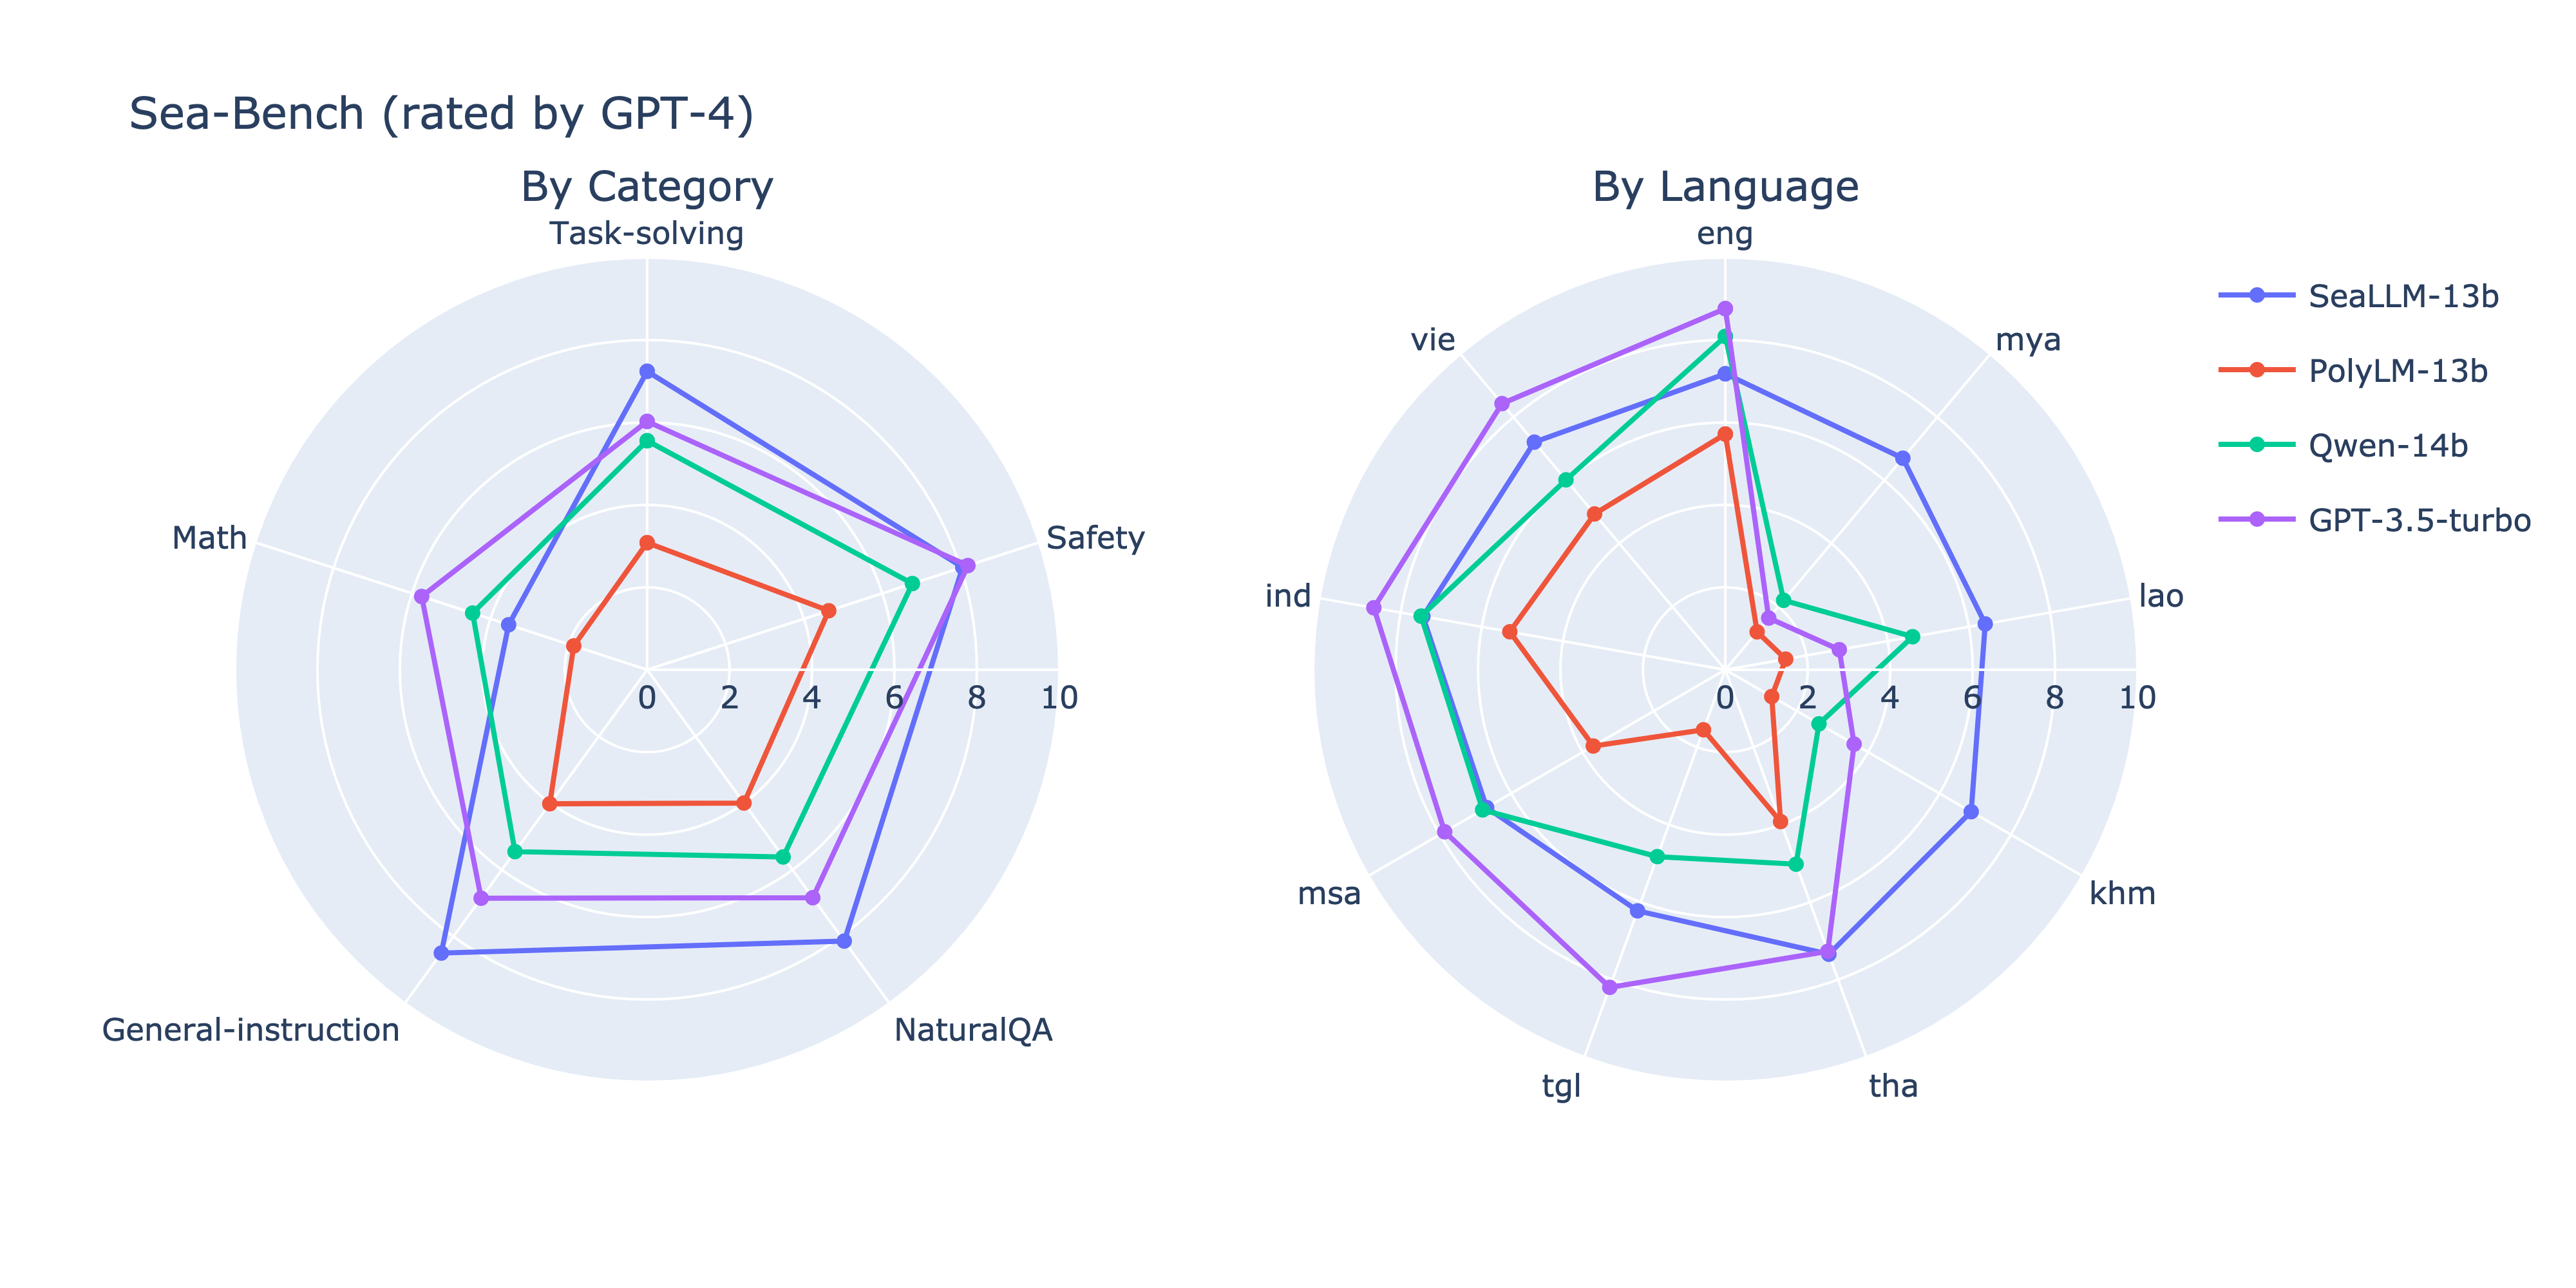 Sea-Bench (rated by GPT-4)
By Category
Task-solving
Math
Safety
0 2 4 6 8 10
General-instruction
NaturalQA
By Language
eng
vie
mya
ind
lao
0 2 4 6 8 10
msa
khm
tgl
tha
SeaLLM-13b
PolyLM-13b
Qwen-14b
GPT-3.5-turbo